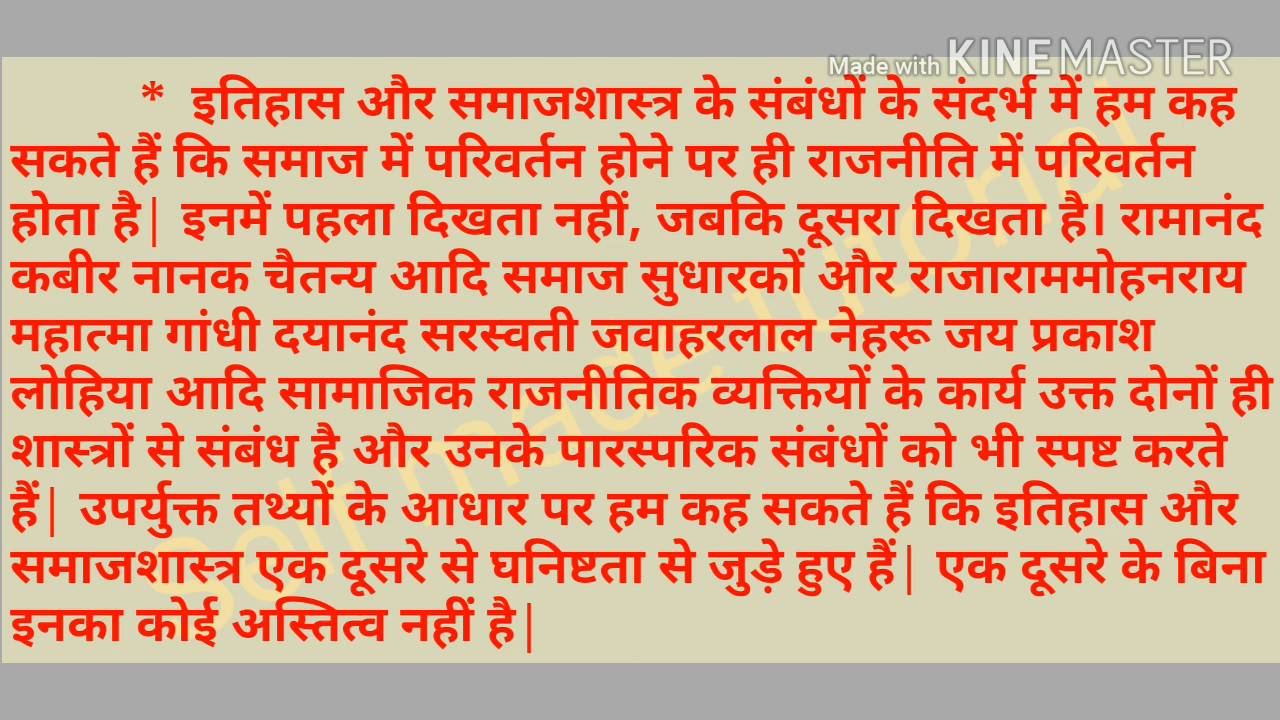 Made with KINEMASTER
* इतिहास और समाजशास्त्र के संबंधों के संदर्भ में हम कह
सकते हैं कि समाज में परिवर्तन होने पर ही राजनीति में परिवर्तन
होता है| इनमें पहला दिखता नहीं, जबकि दूसरा दिखता है। रामानंद
कबीर नानक चैतन्य आदि समाज सुधारकों और राजाराममोहनराय
महात्मा गांधी दयानंद सरस्वती जवाहरलाल नेहरू जय प्रकाश
लोहिया आदि सामाजिक राजनीतिक व्यक्तियों के कार्य उक्त दोनों ही
शास्त्रों से संबंध है और उनके पारस्परिक संबंधों को भी स्पष्ट करते
हैं| उपर्युक्त तथ्यों के आधार पर हम कह सकते हैं कि इतिहास और
समाजशास्त्र एक दूसरे से घनिष्टता से जुड़े हुए हैं| एक दूसरे के बिना
इनका कोई अस्तित्व नहीं है|
Self made Tutorial